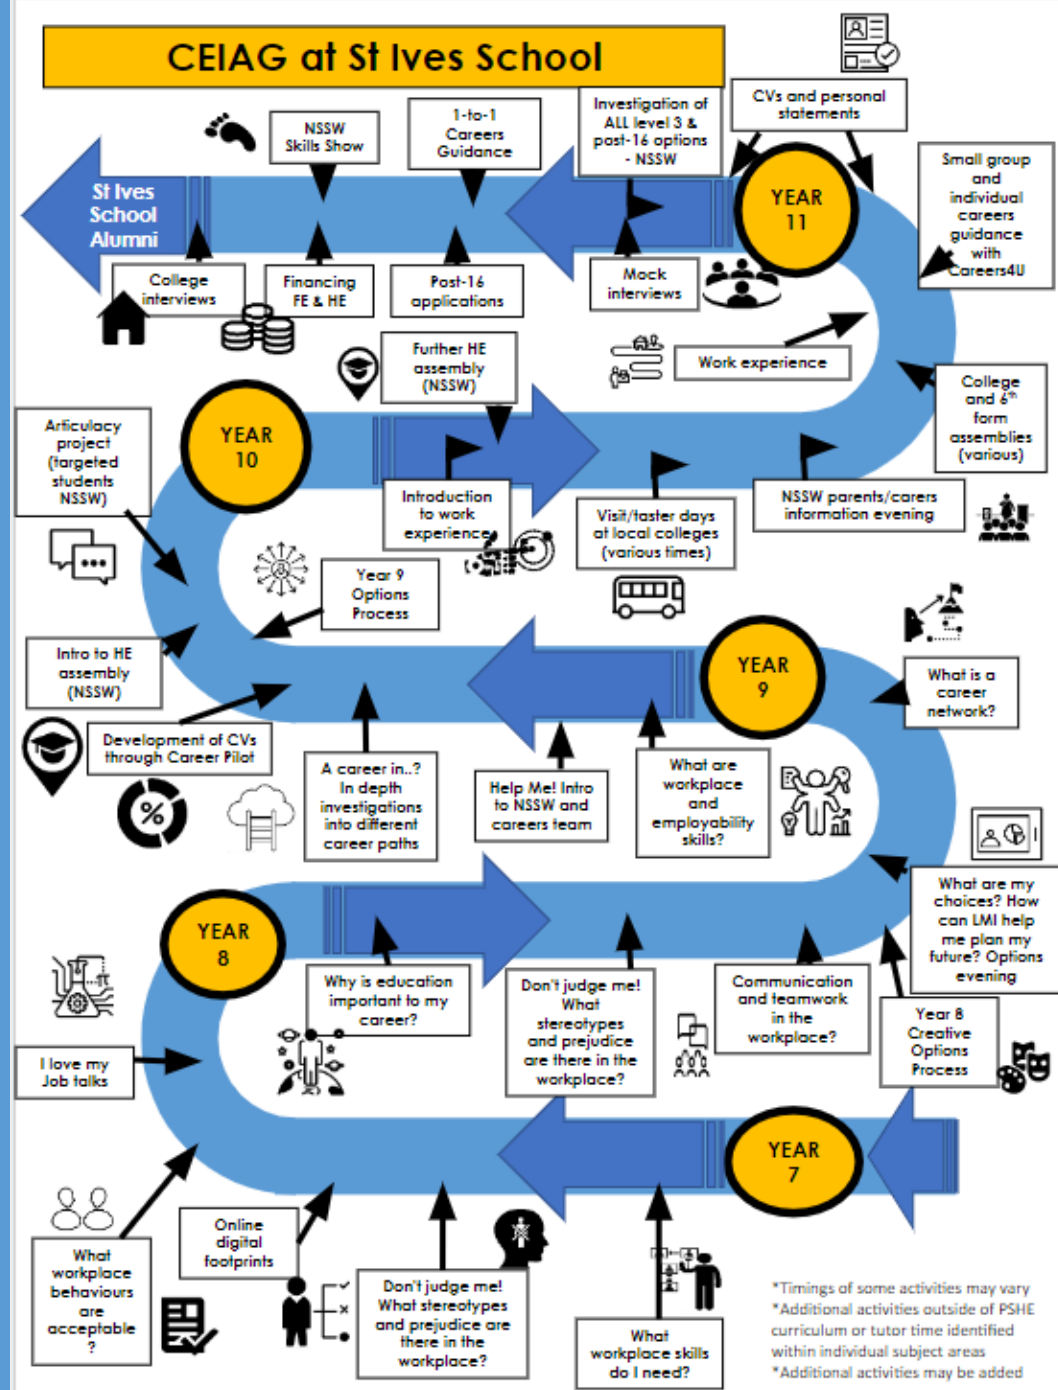 CEIAG at St Ives School
NSSW
Skills Show
1-to-1
Careers
Guidance
Investigation of
ALL level 3 &
post-16 options
- NSSW
CVs and personal
statements
St Ives
School
Alumni
YEAR
11
Small group
and
individual
careers
guidance
with
Careers4U
College
interviews
Financing
FE & HE
Post-16
applications
Mock
interviews
Further HE
assembly
(NSSW)
Work experience
College
and 6th
form
assemblies
(various)
Articulacy
project
(targeted
students
NSSW)
YEAR
10
Introduction
to work
experience
Visit/taster days
at local colleges
(various times)
NSSW parents/carers
information evening
Year 9
Options
Process
Intro to HE
assembly
(NSSW)
YEAR
9
What is a
career
network?
Development of CVs
through Career Pilot
A career in..?
In depth
investigations
into different
career paths
Help Me! Intro
to NSSW and
careers team
What are
workplace
and
employability
skills?
%
YEAR
8
What are my
choices? How
can LMI help
me plan my
future? Options
evening
Why is education
important to my
career?
Don't judge me!
What
stereotypes
and prejudice
are there in the
workplace?
Communication
and teamwork
in the
workplace?
Year 8
Creative
Options
Process
I love my
Job talks
YEAR
7
Online
digital
footprints
What
workplace
behaviours
are
acceptable
?
Don't judge me!
What stereotypes
and prejudice are
there in the
workplace?
What
workplace skills
do I need?
*Timings of some activities may vary
*Additional activities outside of PSHE
curriculum or tutor time identified
within individual subject areas
*Additional activities may be added